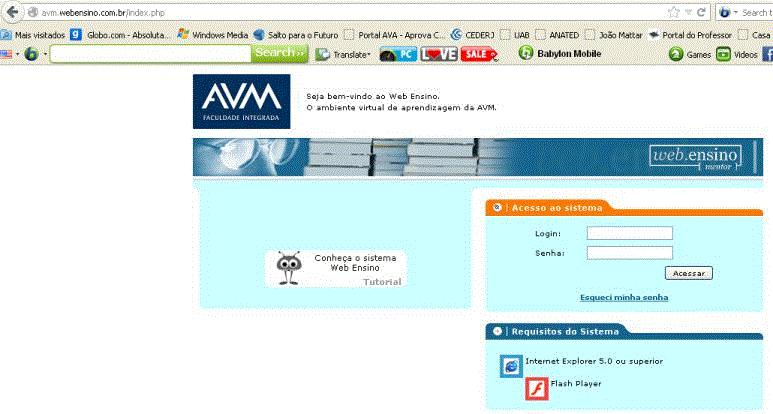 avm.webensino.com.br/index.php
Search t
Mais visitados Globo.com - Absoluta... Windows Media Salto para o Futuro Portal AVA - Aprova C... CEDERJ UAB ANATED João Mattar Portal do Professor Casa
Search Translate PC LOVE SALE Babylon Mobile Games Videos
AVM
FACULDADE INTEGRADA
Seja bem-vindo ao Web Ensino.
O ambiente virtual de aprendizagem da AVM.
web.ensino
mentor
Acesso ao sistema
Login:
Senha:
Acessar
Esqueci minha senha
Conheça o sistema
Web Ensino
Tutorial
Requisitos do Sistema
Internet Explorer 5.0 ou superior
Flash Player